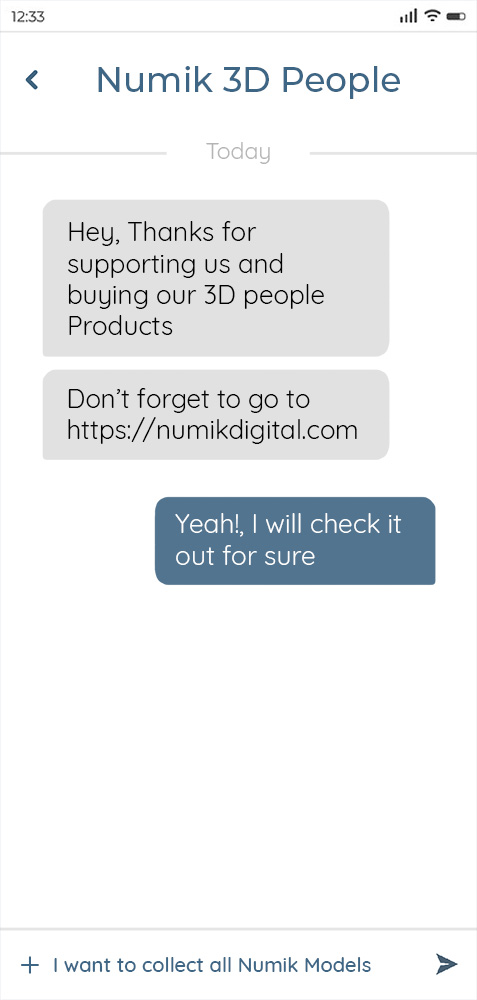 12:33
Numik 3D People
Today
Hey, Thanks for
supporting us and
buying our 3D people
Products
Don’t forget to go to
https://numikdigital.com
Yeah!, I will check it
out for sure
I want to collect all Numik Models